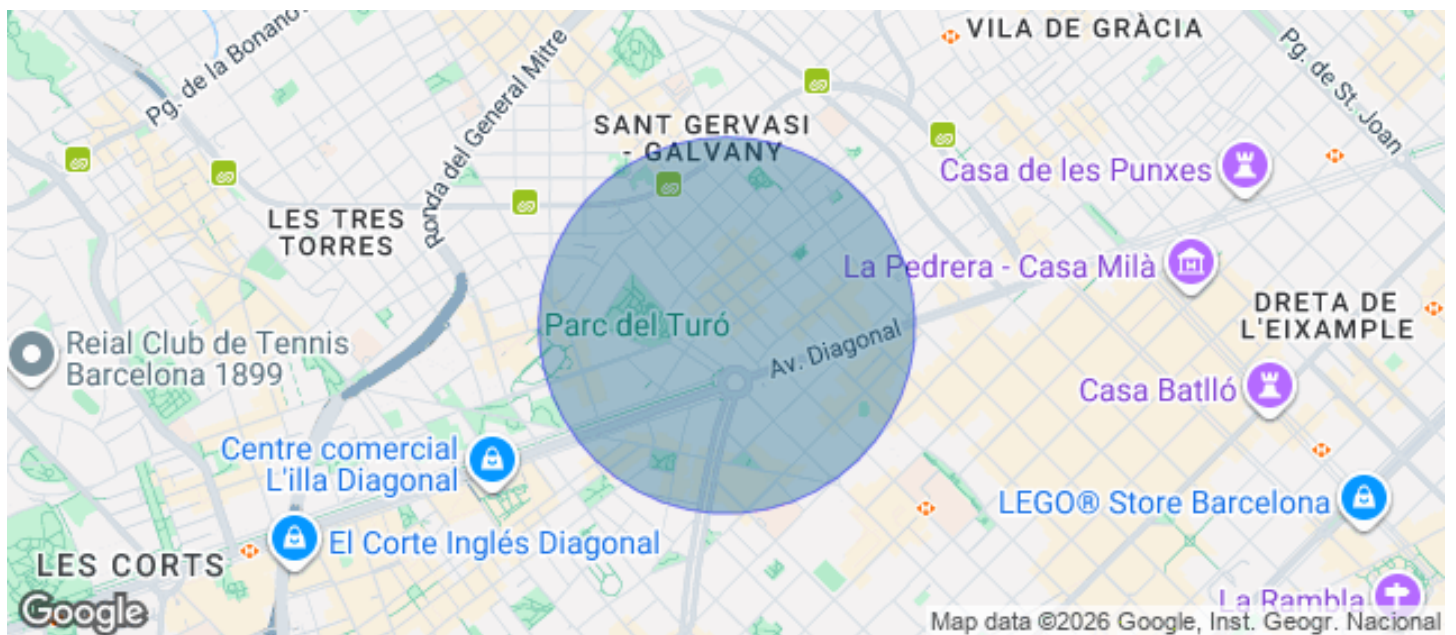 Pg. de la Bonano
Ronda del General Mitre
VILA DE GRÀCIA
Pg. de St. Joan
SANT GERVASI
- GALVANY
Casa de les Punxes
LES TRES
TORRES
La Pedrera - Casa Milà
DRETA DE
L'EIXAMPLE
Parc del Turó
Av. Diagonal
Reial Club de Tennis
Barcelona 1899
Casa Batlló
Centre comercial
L'illa Diagonal
LEGO® Store Barcelona
El Corte Inglés Diagonal
LES CORTS
La Rambla
Google
Map data ©2026 Google, Inst. Geogr. Nacional